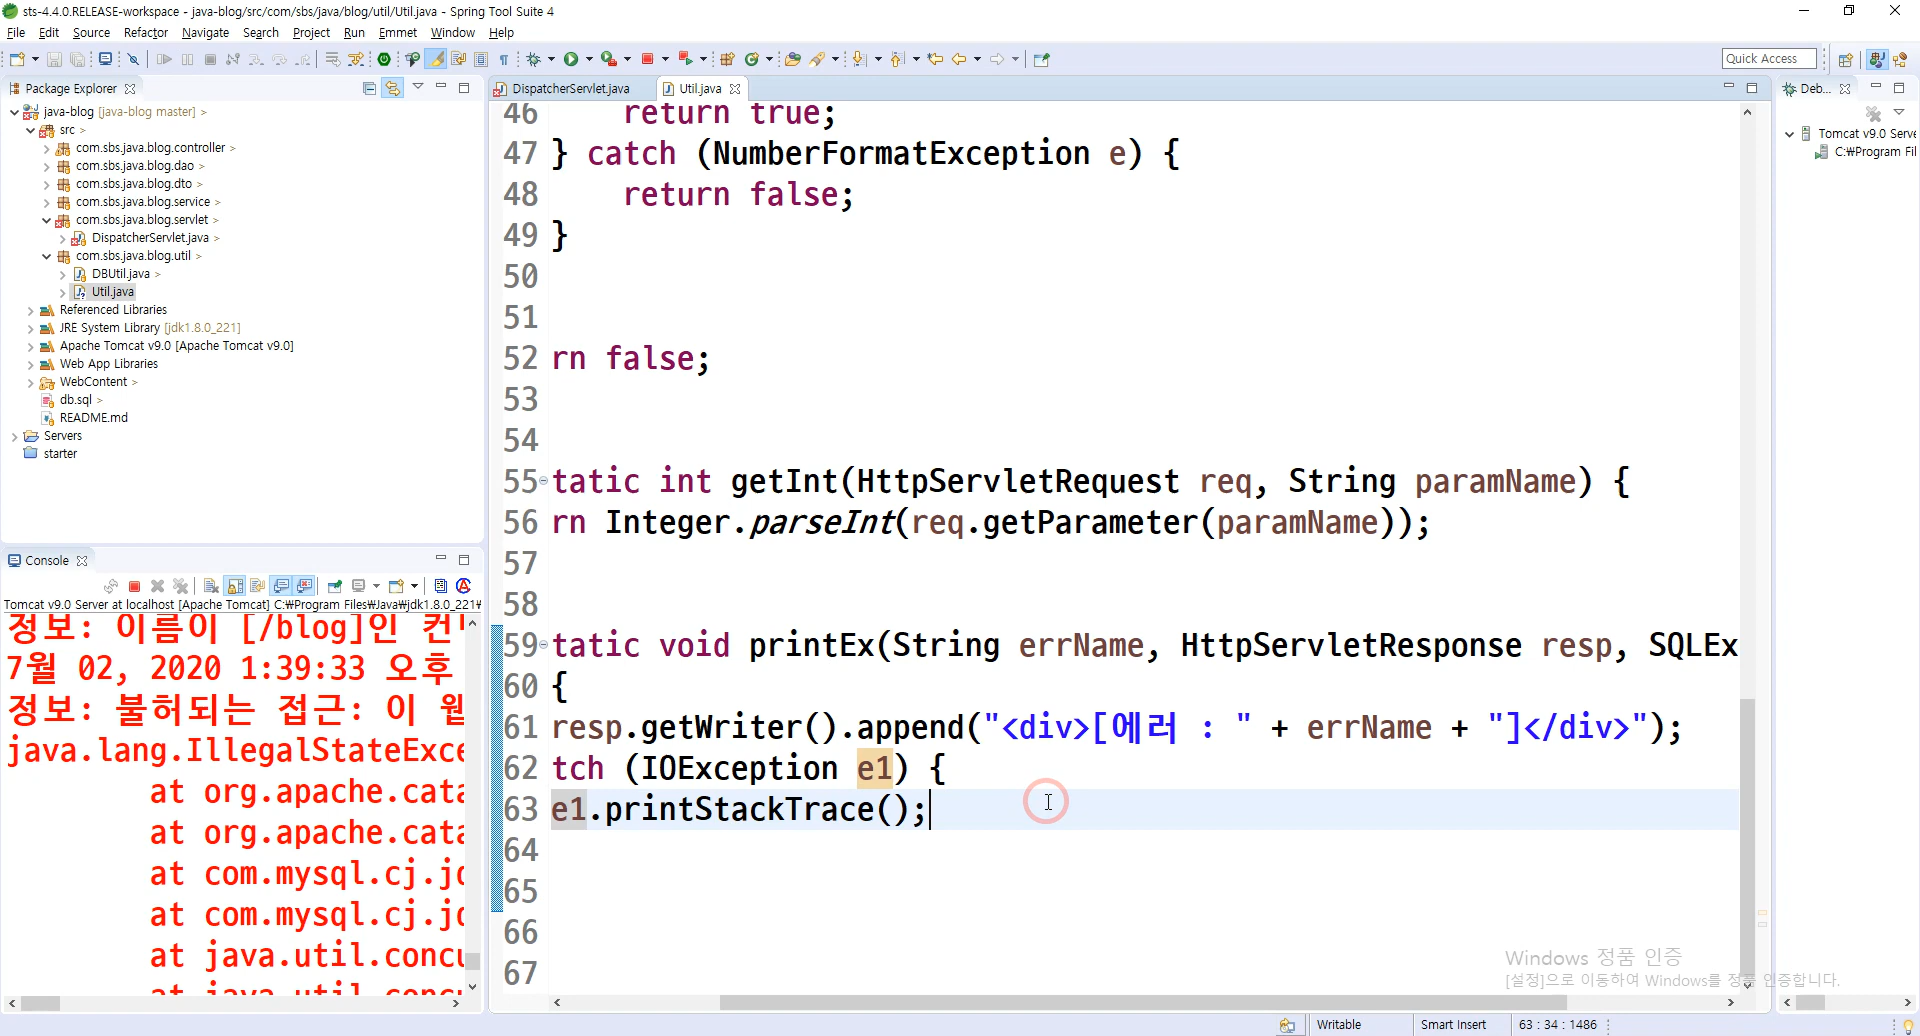 sts-4.4.0.RELEASE-workspace - java-blog/src/com/sbs/java/blog/util/Util.java - Spring Tool Suite 4
File Edit Source Refactor Navigate Search Project Run Emmet Window Help
Quick Access
Package Explorer
java-blog [java-blog master] >
src >
com.sbs.java.blog.controller >
com.sbs.java.blog.dao >
com.sbs.java.blog.dto >
com.sbs.java.blog.service >
com.sbs.java.blog.servlet >
DispatcherServlet.java >
com.sbs.java.blog.util >
DBUtil.java >
Util.java
Referenced Libraries
JRE System Library [jdk1.8.0_221]
Apache Tomcat v9.0 [Apache Tomcat v9.0]
Web App Libraries
WebContent >
db.sql >
README.md
Servers
starter
Console
Tomcat v9.0 Server at localhost [Apache Tomcat] C:₩Program Files₩Java₩jdk1.8.0_221₩
정보: 이름이 [/blog]인 컨
7월 02, 2020 1:39:33 오후
정보: 불허되는 접근: 이 웹
java.lang.IllegalStateExce
at org.apache.cata
at org.apache.cata
at com.mysql.cj.jd
at com.mysql.cj.jd
at java.util.concu
at java.util.concu
DispatcherServlet.java Util.java
46 return true;
47 } catch (NumberFormatException e) {
48 return false;
49 }
50
51
52 rn false;
53
54
55 tatic int getInt(HttpServletRequest req, String paramName) {
56 rn Integer.parseInt(req.getParameter(paramName));
57
58
59 tatic void printEx(String errName, HttpServletResponse resp, SQLEx
60 {
61 resp.getWriter().append("<div>[에러 : " + errName + "]</div>");
62 tch (IOException e1) {
63 e1.printStackTrace();
64
65
66
67
Deb...
Tomcat v9.0 Serve
C:₩Program Fil
Windows 정품 인증
[설정]으로 이동하여 Windows를 정품 인증합니다.
Writable Smart Insert 63 : 34 : 1486